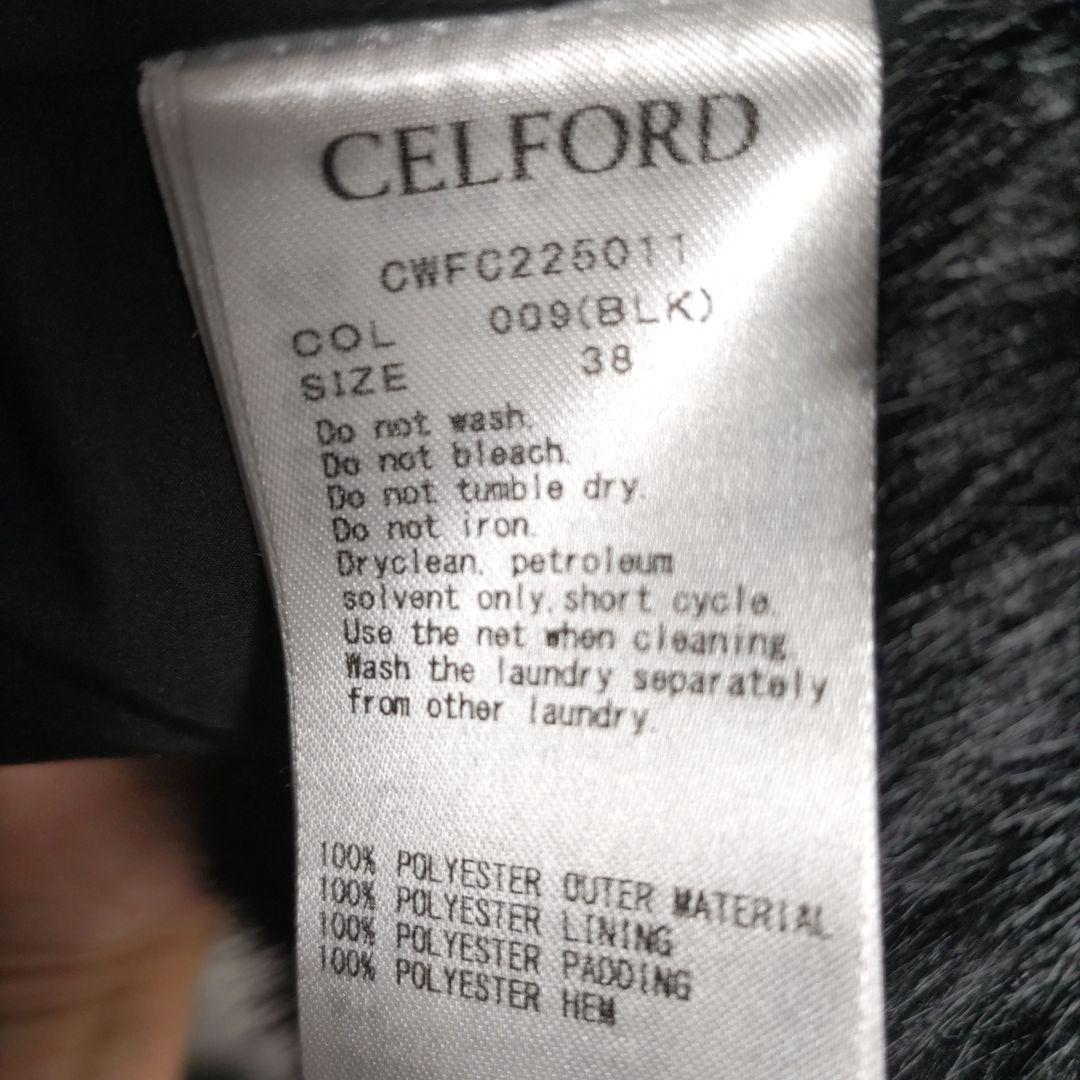 CELFORD
CWFC225011
COL 009(BLK)
SIZE 38
Do not wash.
Do not bleach.
Do not tumble dry.
Do not iron.
Dryclean, petroleum
solvent only,short cycle.
Use the net when cleaning.
Wash the laundry separately
from other laundry.
100% POLYESTER OUTER MATERIAL
100% POLYESTER LINING
100% POLYESTER PADDING
100% POLYESTER HEM